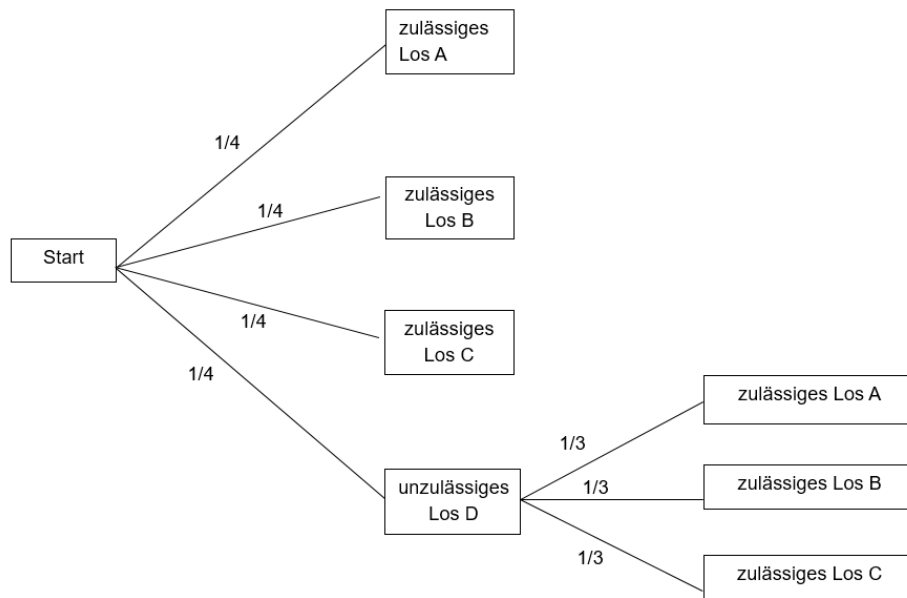 zulässiges
Los A
1/4
zulässiges
Los B
1/4
Start
1/4
zulässiges
Los C
1/4
zulässiges Los A
1/3
unzulässiges
Los D
1/3
zulässiges Los B
1/3
zulässiges Los C